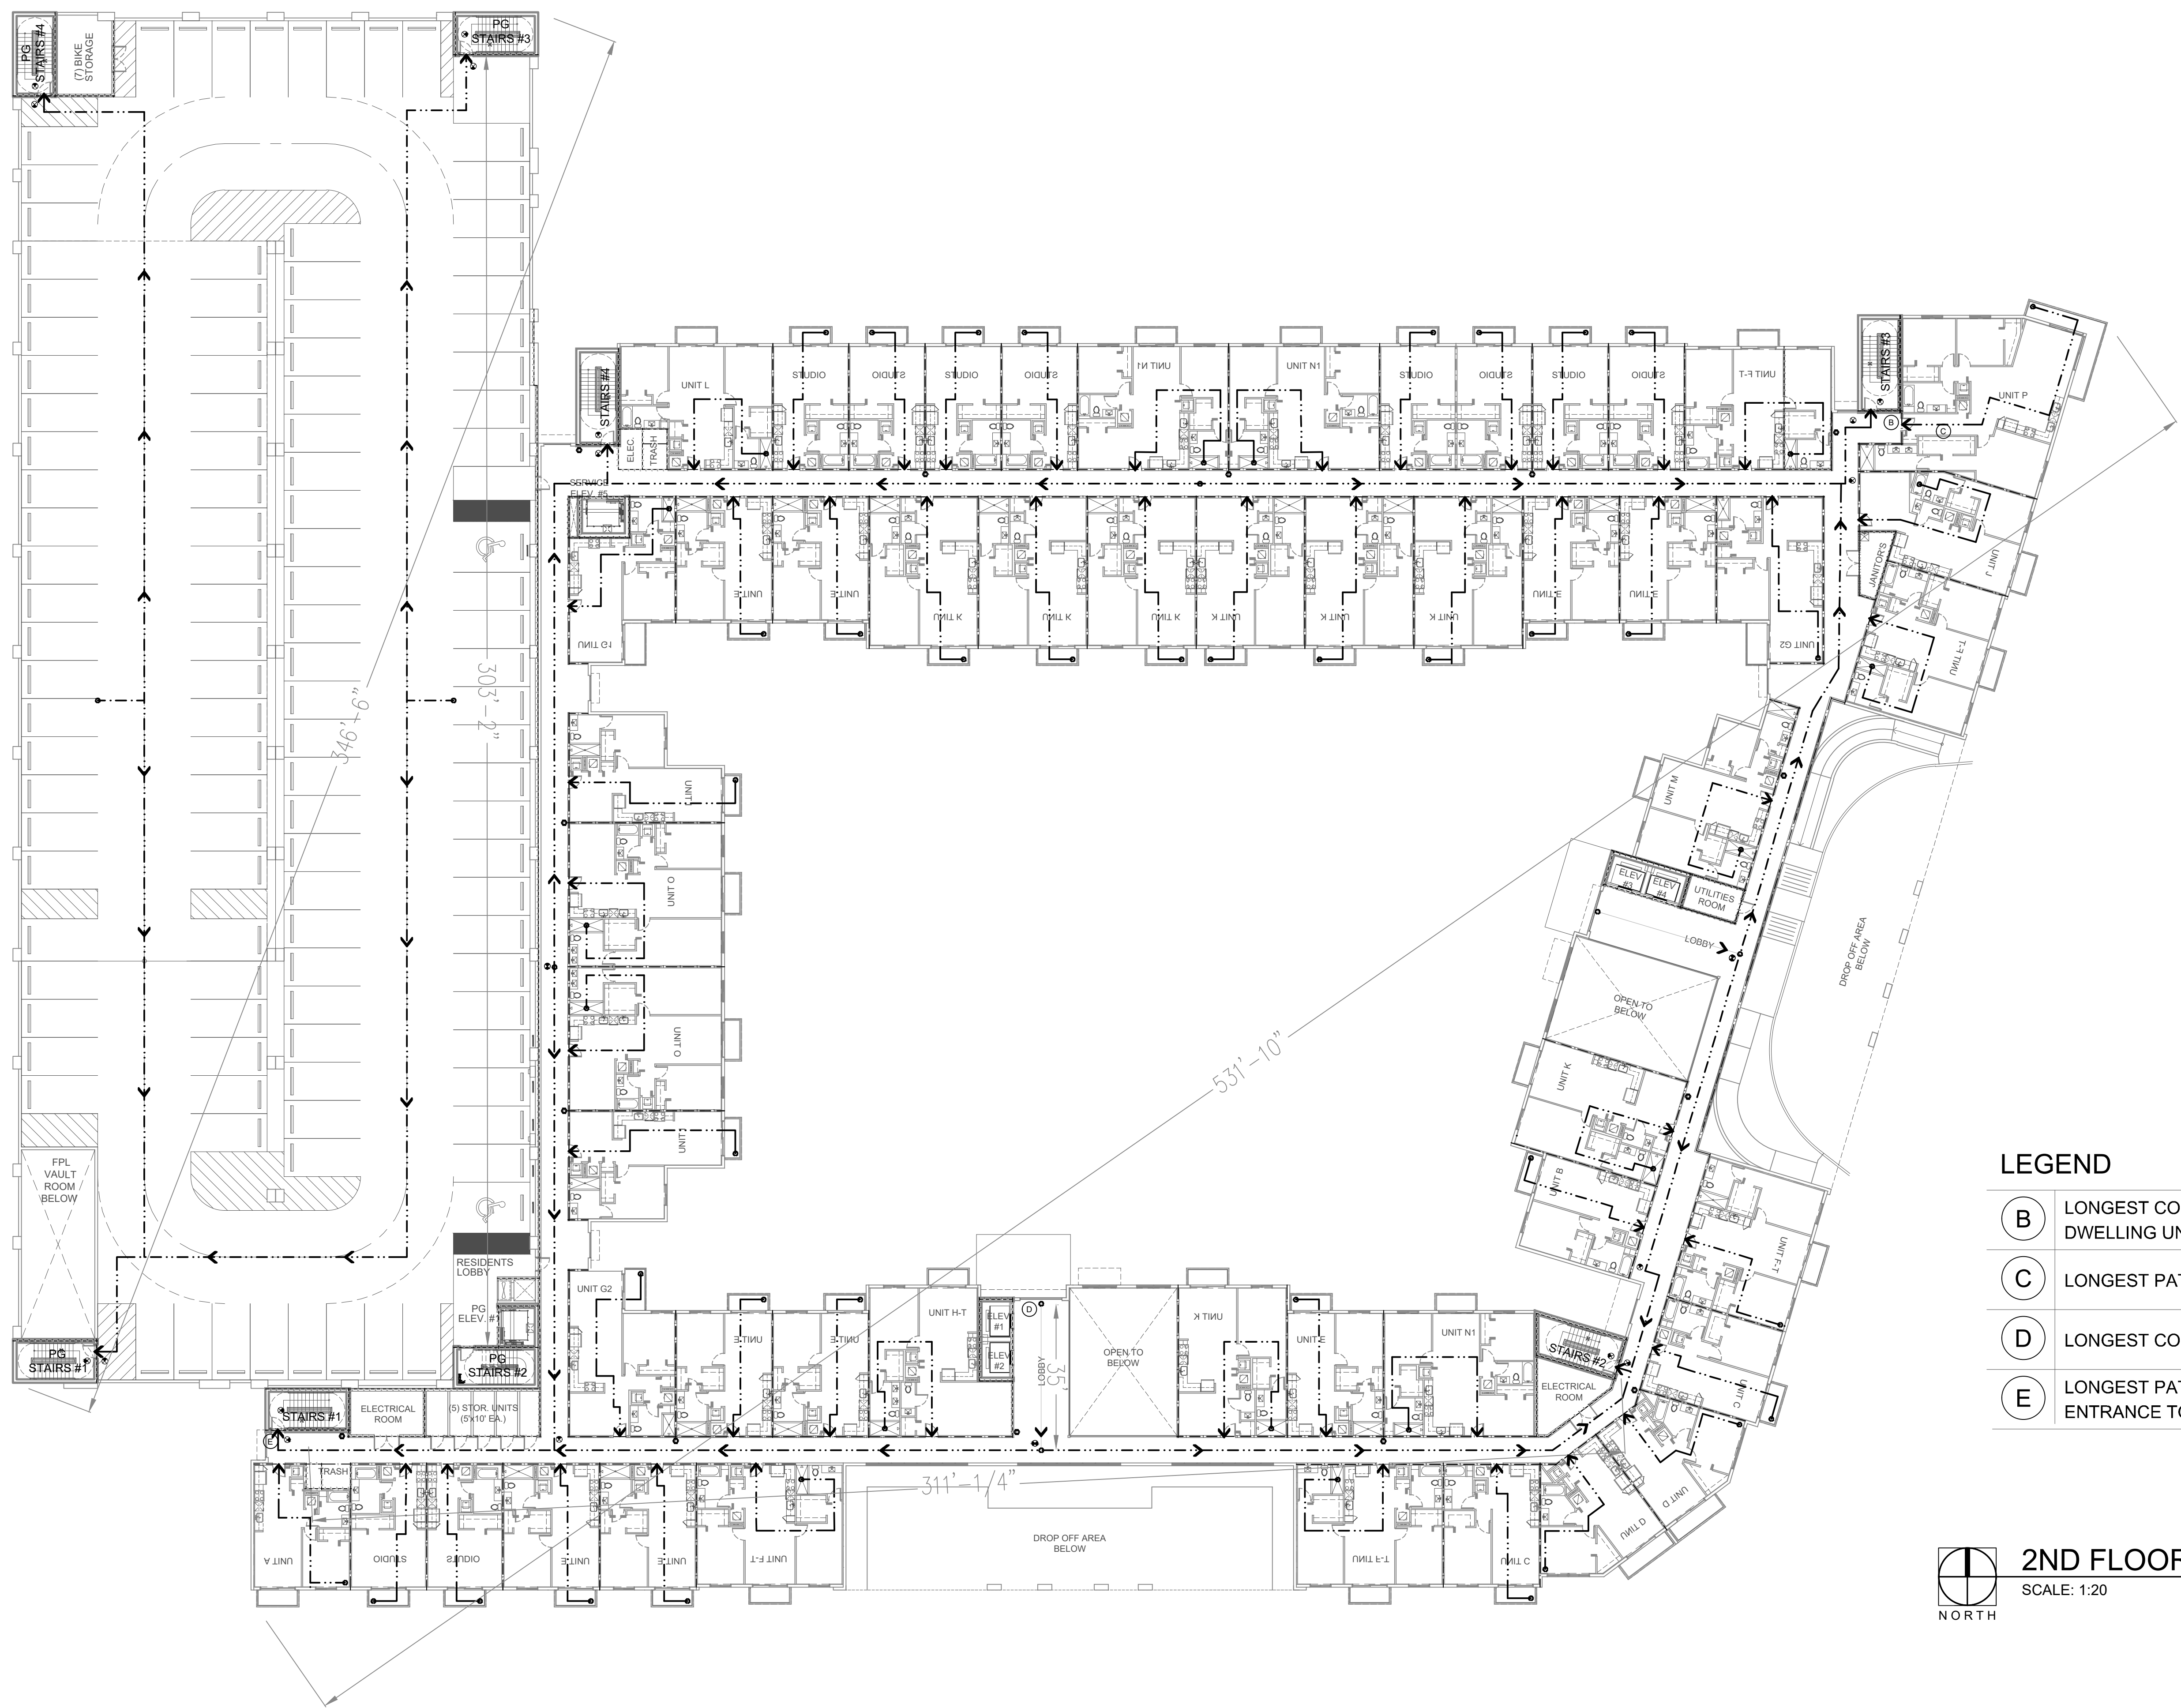 PG
STAIRS #4
(7) BIKE
STORAGE
PG
STAIRS #3
346'-6"
303'-2"
FPL
VAULT
ROOM
BELOW
RESIDENTS
LOBBY
PG
ELEV. #1
PG
STAIRS #1
PG
STAIRS #2
STAIRS #4
ELEC.
TRASH
UNIT L
STUDIO
STUDIO
STUDIO
STUDIO
UNIT N1
UNIT N1
STUDIO
STUDIO
STUDIO
STUDIO
UNIT F-T
STAIRS #3
UNIT P
B
C
SERVICE
ELEV. #5
UNIT G1
UNIT E
UNIT E
UNIT K
UNIT K
UNIT K
UNIT K
UNIT K
UNIT K
UNIT E
UNIT E
UNIT G2
JANITOR'S
UNIT J
UNIT F-T
UNIT M
ELEV
#3
ELEV
#4
UTILITIES
ROOM
LOBBY
OPEN TO
BELOW
DROP OFF AREA
BELOW
UNIT O
UNIT O
531'-10"
UNIT K
UNIT B
UNIT F-T
UNIT C
UNIT G2
UNIT E
UNIT E
UNIT H-T
ELEV
#1
ELEV
#2
D
LOBBY
35'
OPEN TO
BELOW
UNIT K
UNIT E
UNIT N1
STAIRS #2
ELECTRICAL
ROOM
STAIRS #1
ELECTRICAL
ROOM
(5) STOR. UNITS
(5'x10' EA.)
E
TRASH
UNIT A
STUDIO
STUDIO
UNIT E
UNIT E
UNIT F-T
311'-1/4"
DROP OFF AREA
BELOW
UNIT F-T
UNIT C
UNIT D
UNIT D
LEGEND
B LONGEST CO
DWELLING UN
C LONGEST PAT
D LONGEST CO
E LONGEST PAT
ENTRANCE TO
2ND FLOOR
SCALE: 1:20
NORTH